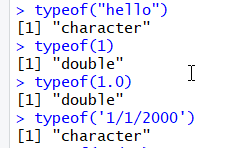 > typeof("hello")
[1] "character"
> typeof(1)
[1] "double"
> typeof(1.0)
[1] "double"
> typeof('1/1/2000')
[1] "character"